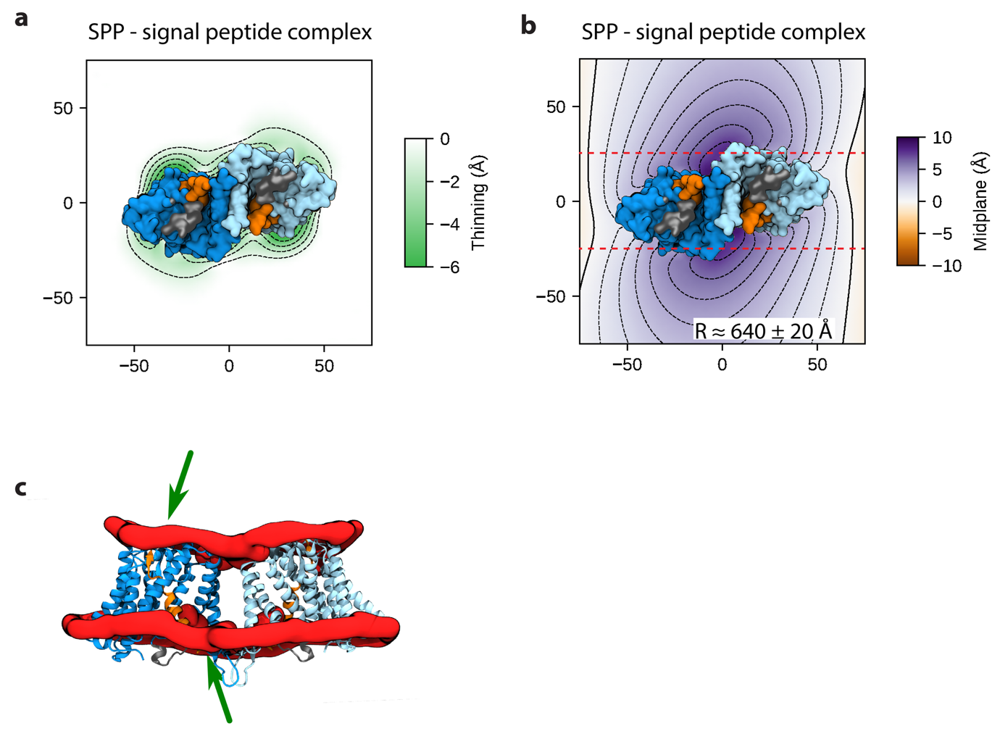 a
SPP - signal peptide complex
50
0
−50
−50
0
50
0
−2
−4
−6
Thinning (Å)
b
SPP - signal peptide complex
50
0
−50
R ≈ 640 ± 20 Å
−50
0
50
10
5
0
−5
−10
Midplane (Å)
c